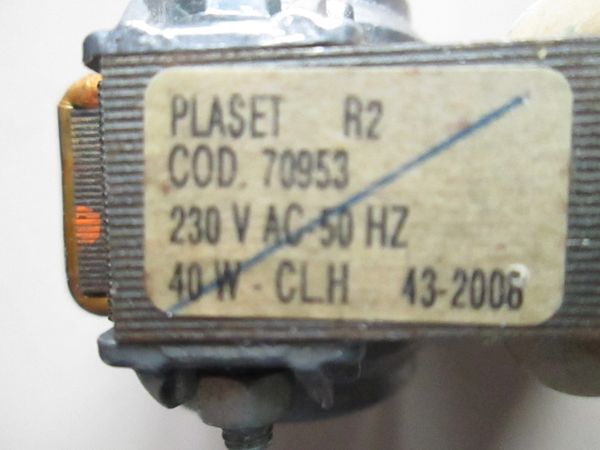 PLASET R2
COD. 70953
230 V AC-50 HZ
40 W - CL.H 43-2006